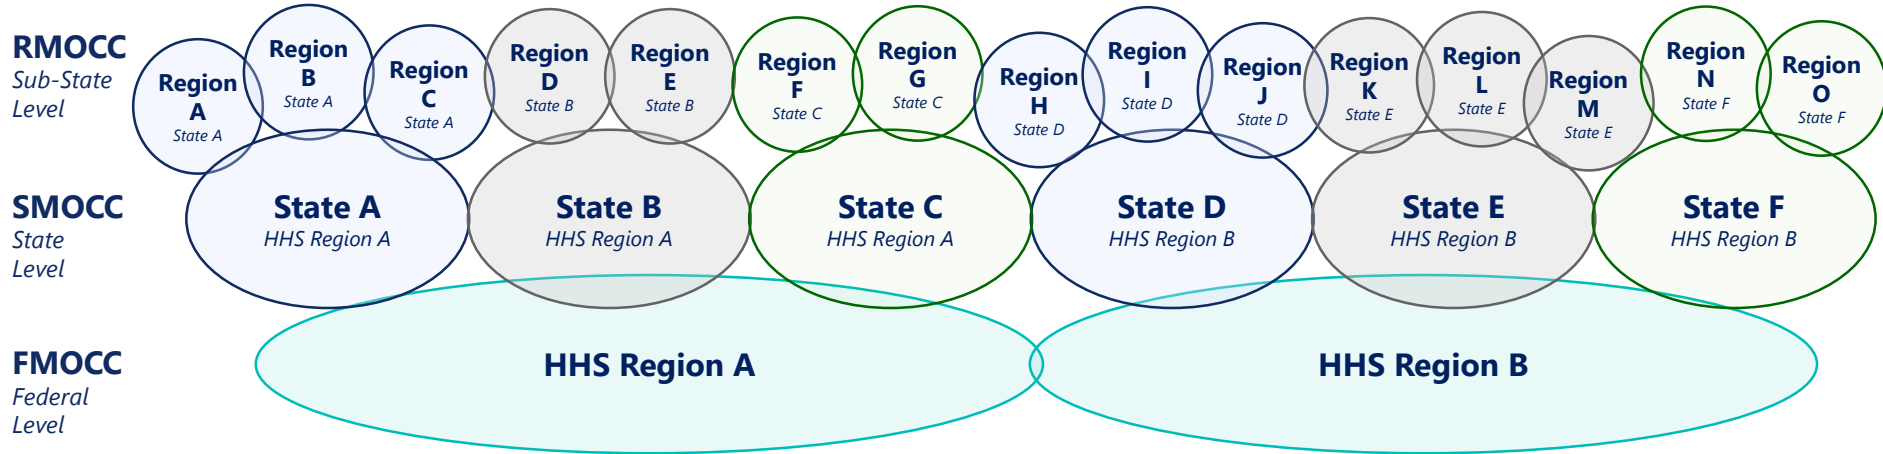 RMOCC
Sub-State
Level
Region
A
State A
Region
B
State A
Region
C
State A
Region
D
State B
Region
E
State B
Region
F
State C
Region
G
State C
Region
H
State D
Region
I
State D
Region
J
State D
Region
K
State E
Region
L
State E
Region
M
State E
Region
N
State F
Region
O
State F
SMOCC
State
Level
State A
HHS Region A
State B
HHS Region A
State C
HHS Region A
State D
HHS Region B
State E
HHS Region B
State F
HHS Region B
FMOCC
Federal
Level
HHS Region A
HHS Region B